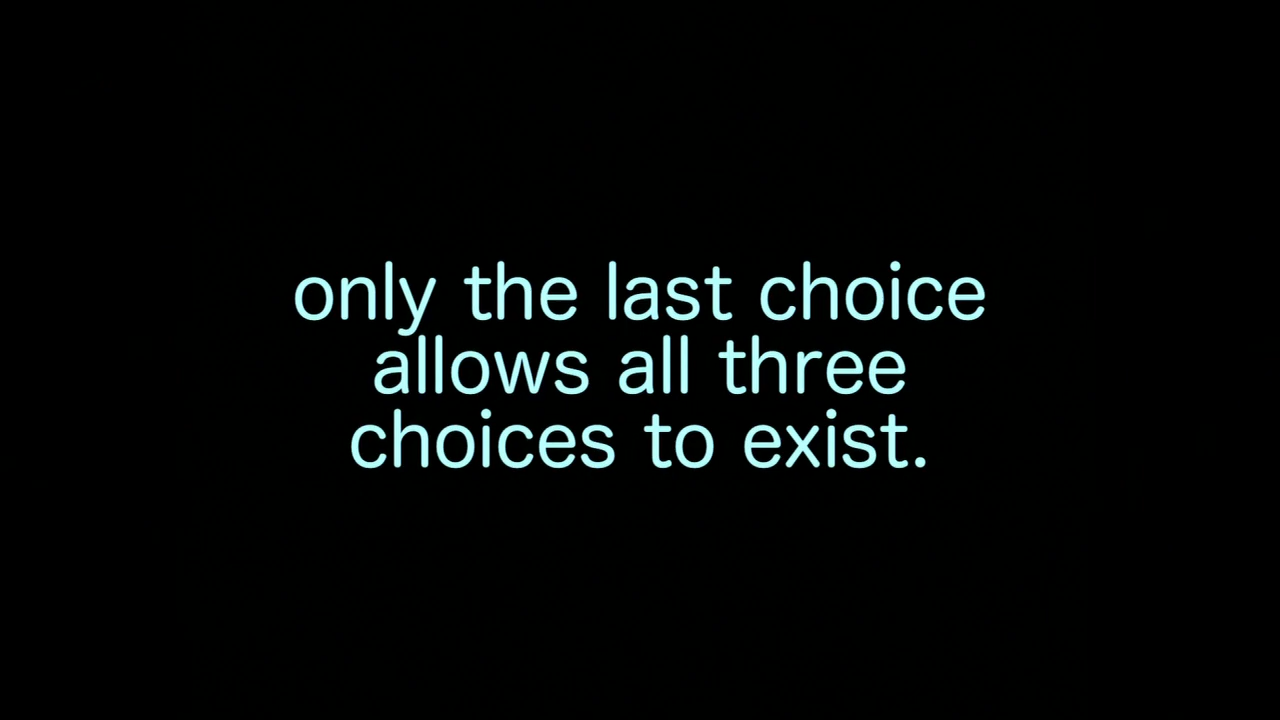 only the last choice
allows all three
choices to exist.